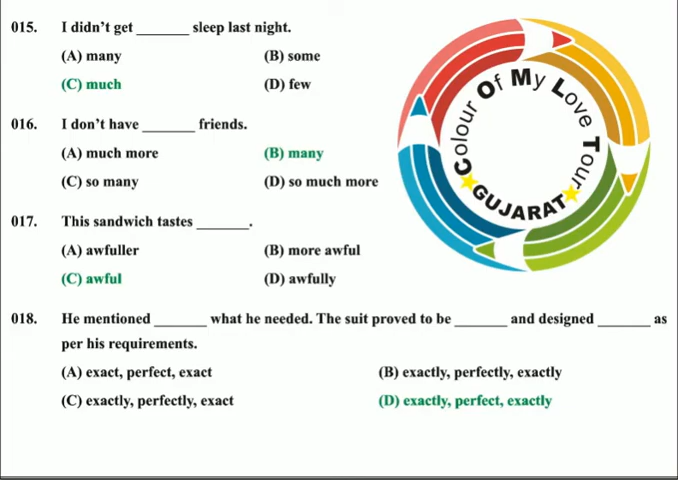 015. I didn't get _______ sleep last night.
(A) many (B) some
(C) much (D) few
016. I don't have _______ friends.
(A) much more (B) many
(C) so many (D) so much more
017. This sandwich tastes _______.
(A) awfuller (B) more awful
(C) awful (D) awfully
018. He mentioned _______ what he needed. The suit proved to be _______ and designed _______ as
per his requirements.
(A) exact, perfect, exact (B) exactly, perfectly, exactly
(C) exactly, perfectly, exact (D) exactly, perfect, exactly
Colour Of My Love Tour
GUJARAT